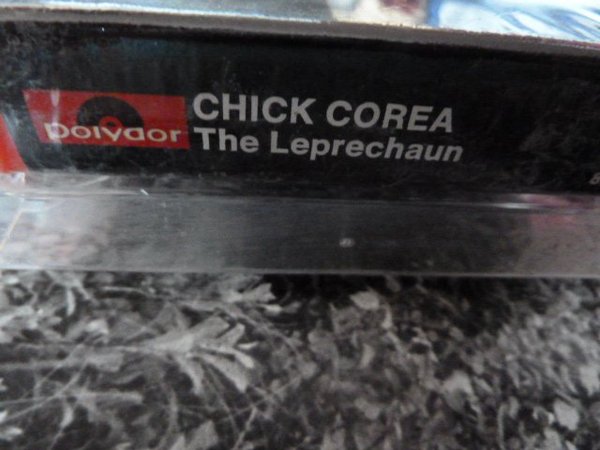 polydor
CHICK COREA
The Leprechaun